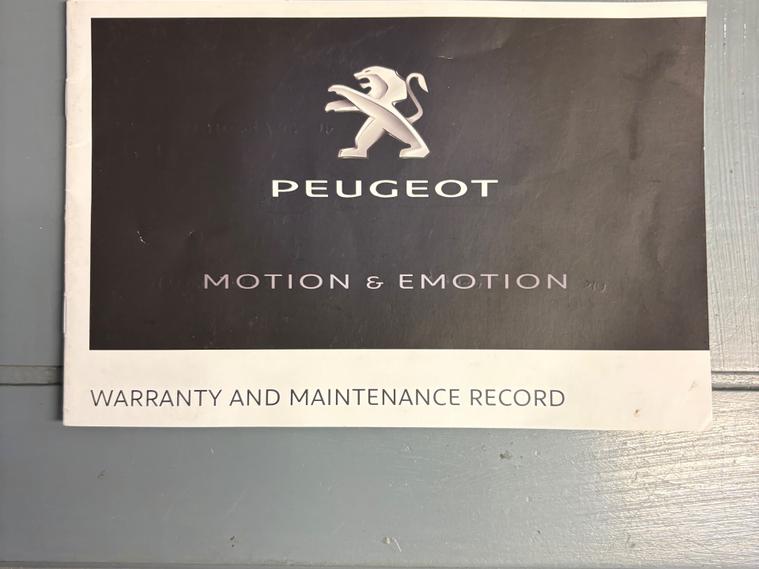 PEUGEOT
MOTION & EMOTION
WARRANTY AND MAINTENANCE RECORD